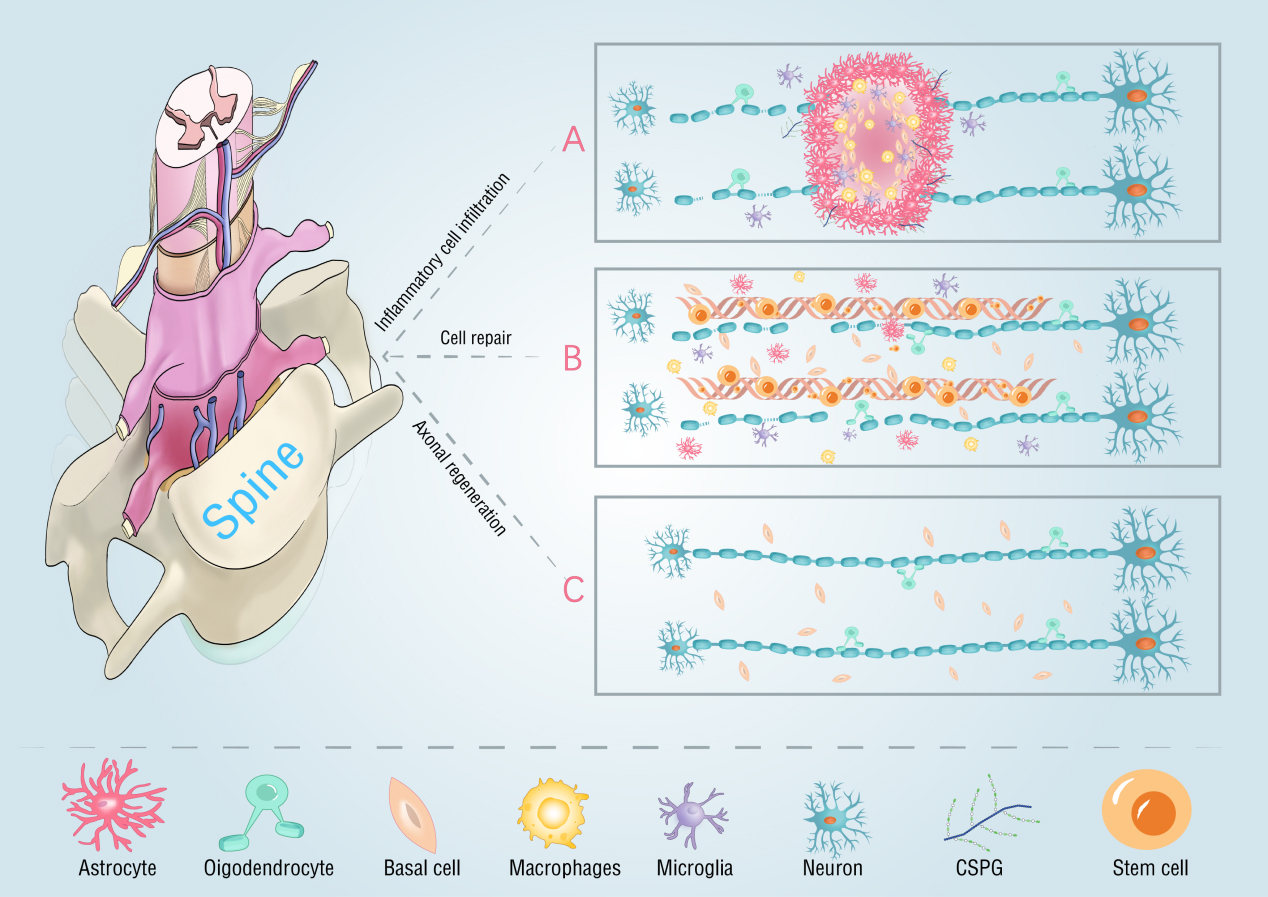 A
Inflammatory cell infiltration
Cell repair
B
Axonal regeneration
Spine
C
Astrocyte
Oigodendrocyte
Basal cell
Macrophages
Microglia
Neuron
CSPG
Stem cell